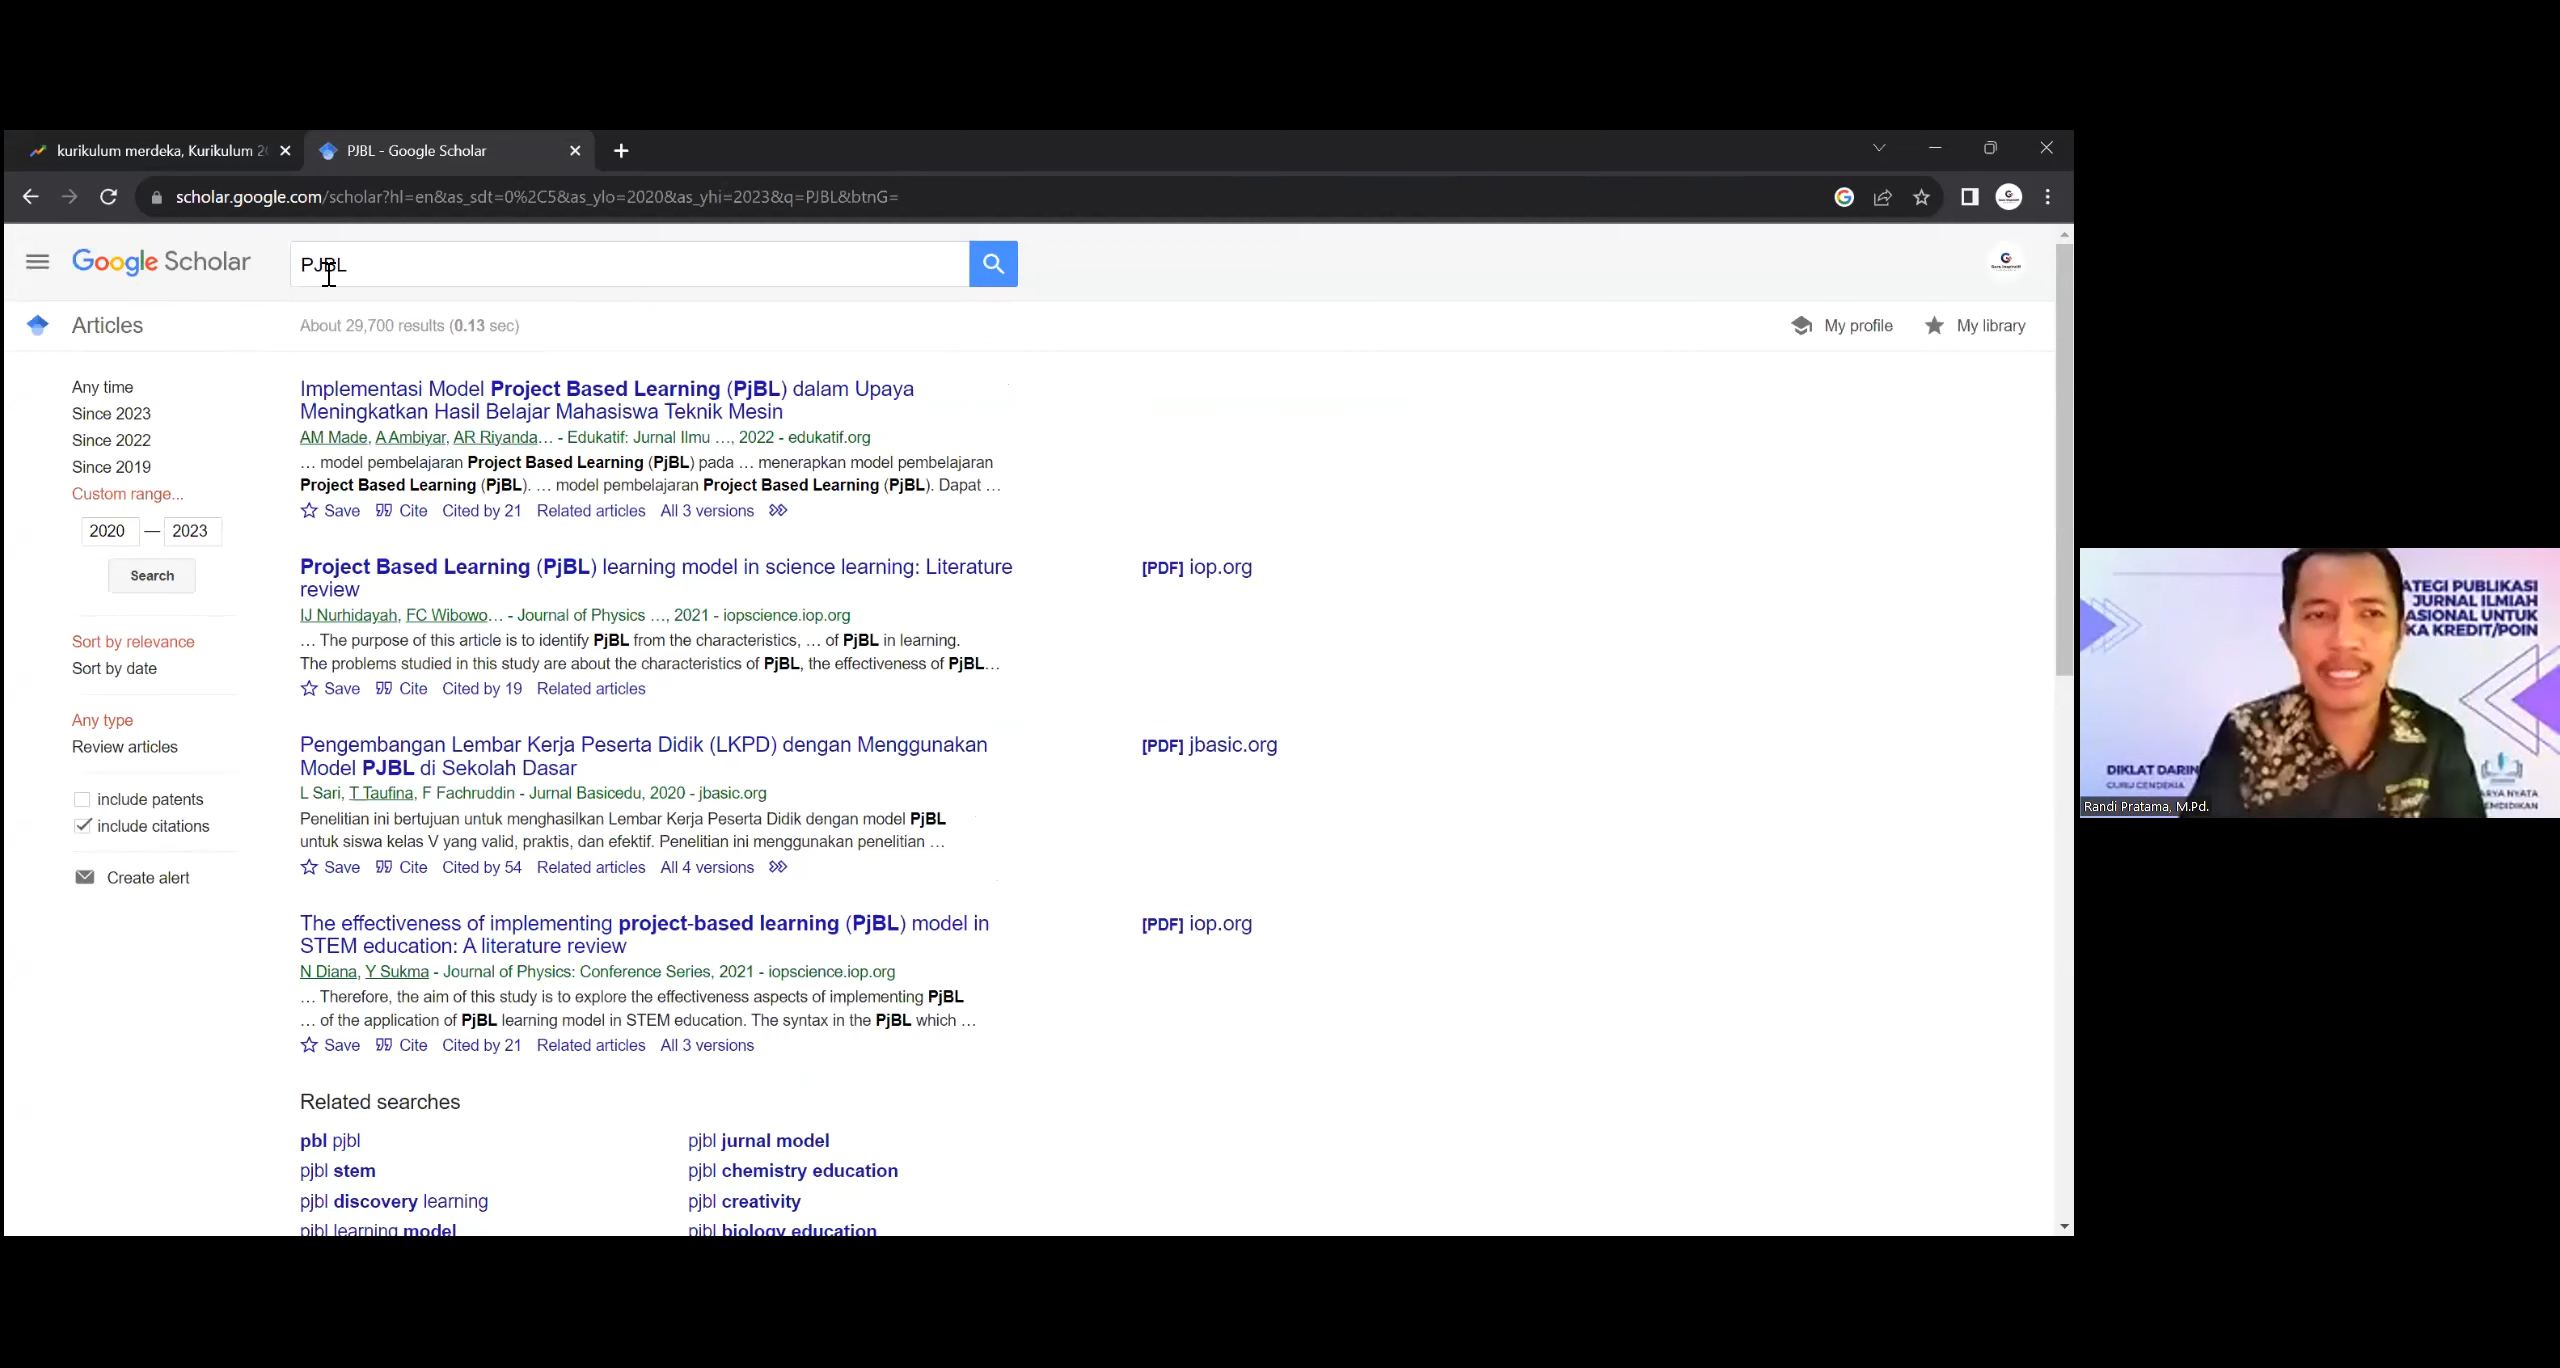 kurikulum merdeka, Kurikulum 2
PJBL - Google Scholar
scholar.google.com/scholar?hl=en&as_sdt=0%2C5&as_ylo=2020&as_yhi=2023&q=PJBL&btnG=
Google Scholar
PJBL
Articles
About 29,700 results (0.13 sec)
My profile
My library
Any time
Since 2023
Since 2022
Since 2019
Custom range...
2020 — 2023
Search
Sort by relevance
Sort by date
Any type
Review articles
include patents
include citations
Create alert
Implementasi Model Project Based Learning (PjBL) dalam Upaya
Meningkatkan Hasil Belajar Mahasiswa Teknik Mesin
AM Made, A Ambiyar, AR Riyanda... - Edukatif: Jurnal Ilmu ..., 2022 - edukatif.org
... model pembelajaran Project Based Learning (PjBL) pada ... menerapkan model pembelajaran
Project Based Learning (PjBL). ... model pembelajaran Project Based Learning (PjBL). Dapat ...
Save Cite Cited by 21 Related articles All 3 versions
Project Based Learning (PjBL) learning model in science learning: Literature
review
[PDF] iop.org
IJ Nurhidayah, FC Wibowo... - Journal of Physics ..., 2021 - iopscience.iop.org
... The purpose of this article is to identify PjBL from the characteristics, ... of PjBL in learning.
The problems studied in this study are about the characteristics of PjBL, the effectiveness of PjBL...
Save Cite Cited by 19 Related articles
Pengembangan Lembar Kerja Peserta Didik (LKPD) dengan Menggunakan
Model PJBL di Sekolah Dasar
[PDF] jbasic.org
L Sari, T Taufina, F Fachruddin - Jurnal Basicedu, 2020 - jbasic.org
Penelitian ini bertujuan untuk menghasilkan Lembar Kerja Peserta Didik dengan model PjBL
untuk siswa kelas V yang valid, praktis, dan efektif. Penelitian ini menggunakan penelitian ...
Save Cite Cited by 54 Related articles All 4 versions
The effectiveness of implementing project-based learning (PjBL) model in
STEM education: A literature review
[PDF] iop.org
N Diana, Y Sukma - Journal of Physics: Conference Series, 2021 - iopscience.iop.org
... Therefore, the aim of this study is to explore the effectiveness aspects of implementing PjBL
... of the application of PjBL learning model in STEM education. The syntax in the PjBL which ...
Save Cite Cited by 21 Related articles All 3 versions
Related searches
pbl pjbl
pjbl stem
pjbl discovery learning
pjbl learning model
pjbl jurnal model
pjbl chemistry education
pjbl creativity
pjbl biology education
ATEGI PUBLIKASI
JURNAL ILMIAH
ASIONAL UNTUK
KA KREDIT/POIN
DIKLAT DARIN
GURU CENDEKIA
ARYA NYATA
ENDIDIKAN
Randi Pratama, M.Pd.